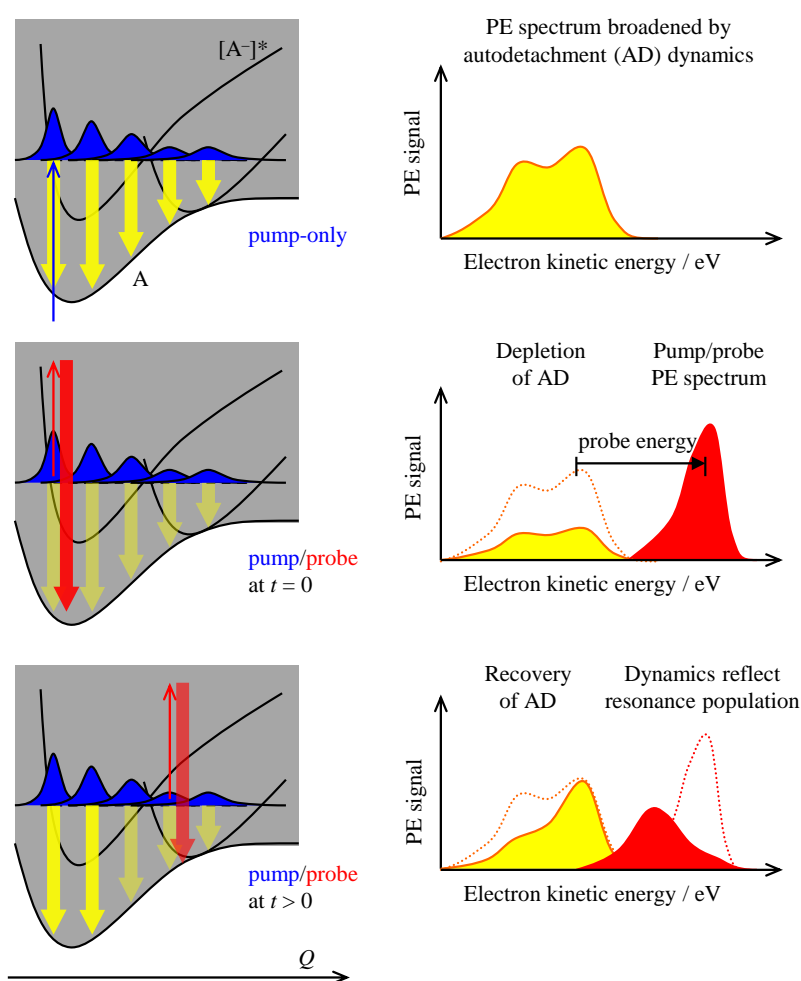 [A⁻]*
A
pump-only
PE spectrum broadened by
autodetachment (AD) dynamics
PE signal
Electron kinetic energy / eV
pump/probe
at t = 0
Depletion
of AD
Pump/probe
PE spectrum
probe energy
PE signal
Electron kinetic energy / eV
pump/probe
at t > 0
Q
Recovery
of AD
Dynamics reflect
resonance population
PE signal
Electron kinetic energy / eV